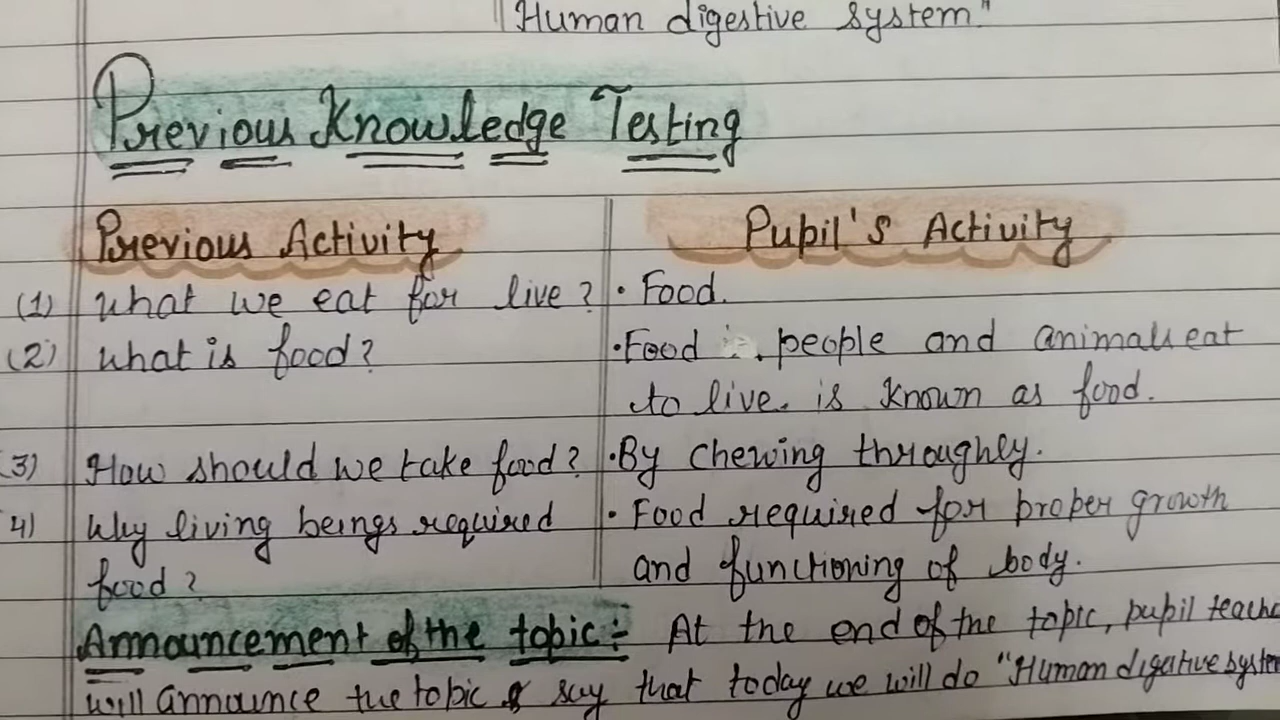 "Human digestive system"
Previous Knowledge Testing
Previous Activity
Pupil's Activity
(1) what we eat for live? • Food.
(2) what is food? • Food is people and animals eat
to live. is known as food.
(3) How should we take food? • By chewing throughly.
4) Why living beings required • Food required for proper growth
food? and functioning of body.
Announcement of the topic:- At the end of the topic, pupil teache
will announce the topic & say that today we will do "Human digative system